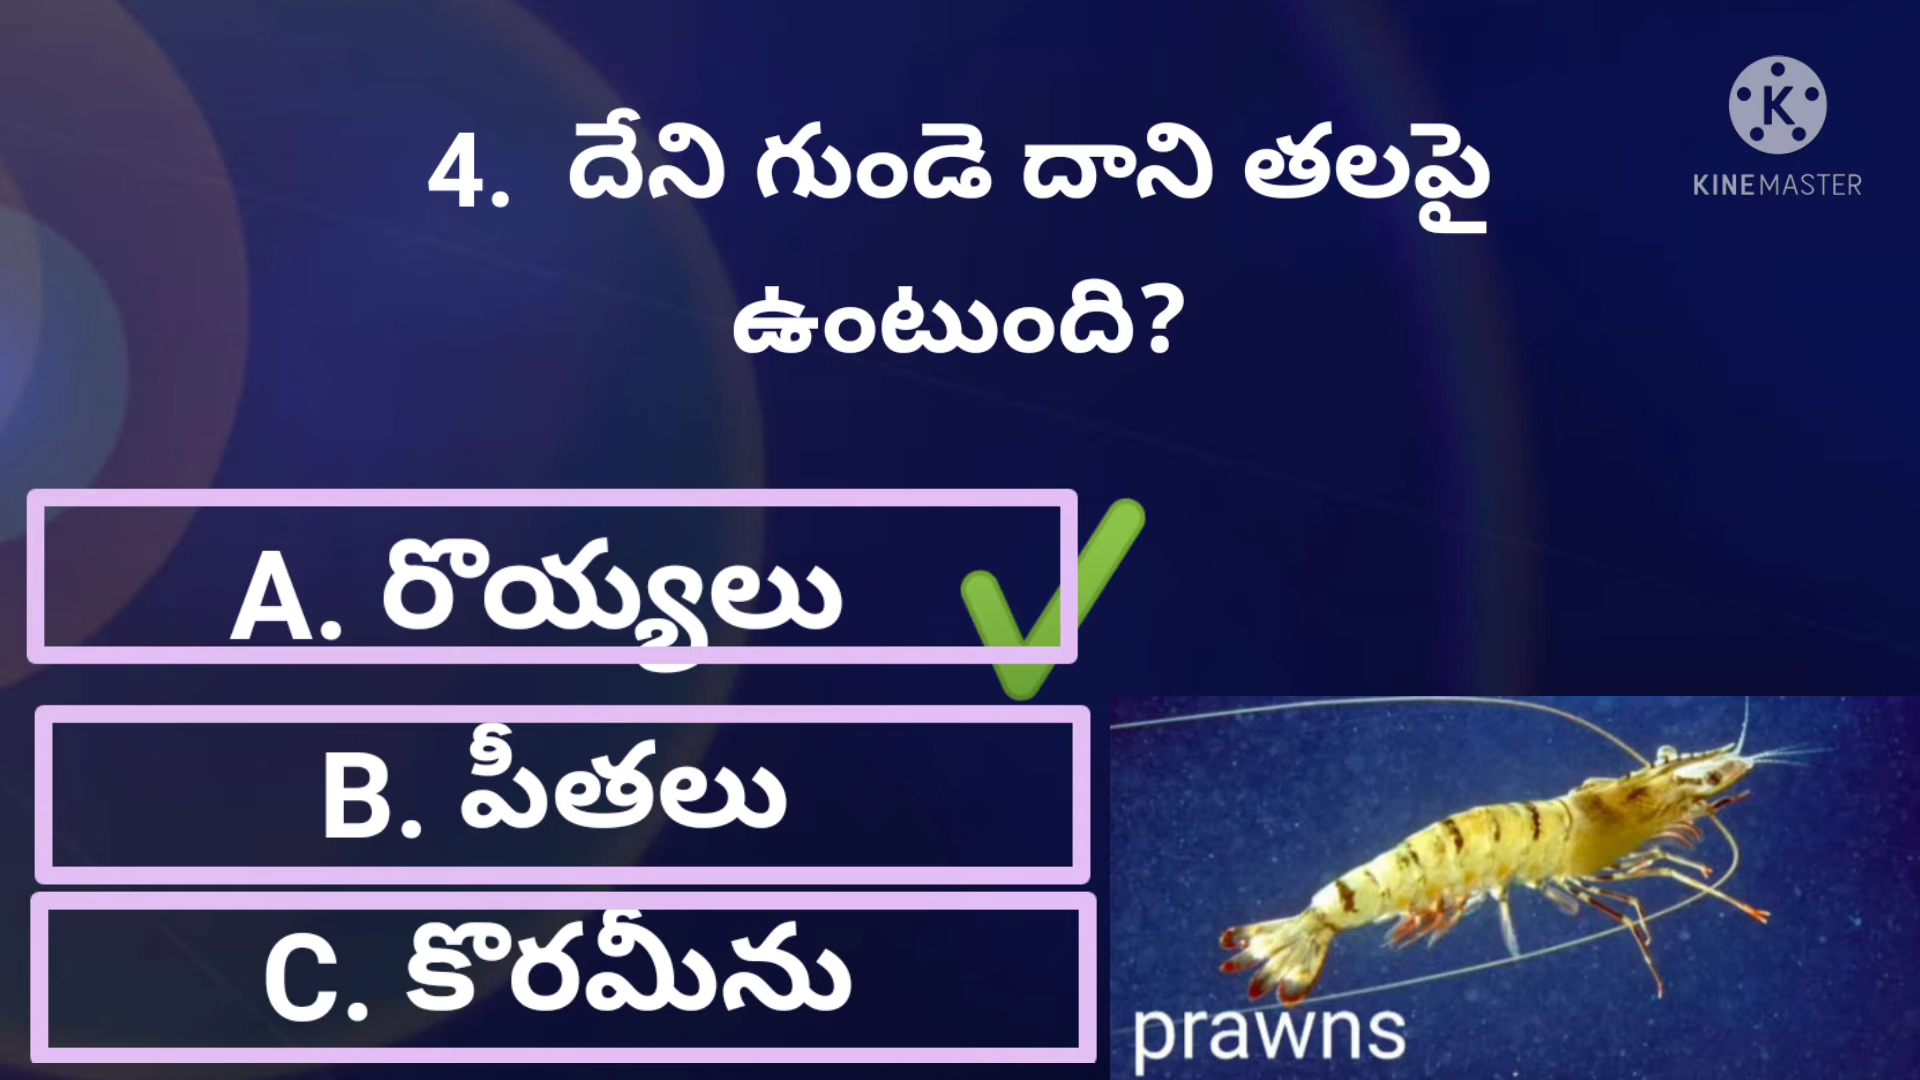 KINEMASTER
4. దేని గుండె దాని తలపై
ఉంటుంది?
A. రొయ్యలు
B. పీతలు
C. కొరమీను
prawns